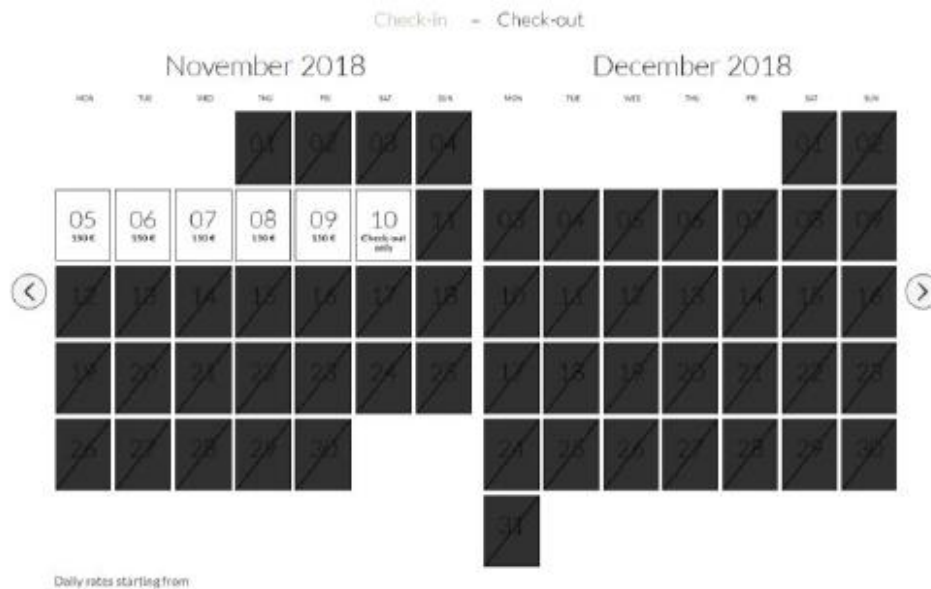 Check-in - Check-out
November 2018
MON TUE WED THU FRI SAT SUN
01 02 03 04
05 06 07 08 09 10 11
150 € 150 € 150 € 150 € 150 € Check-out only
12 13 14 15 16 17 18
19 20 21 22 23 24 25
26 27 28 29 30
December 2018
MON TUE WED THU FRI SAT SUN
01 02
03 04 05 06 07 08 09
10 11 12 13 14 15 16
17 18 19 20 21 22 23
24 25 26 27 28 29 30
31
Daily rates starting from